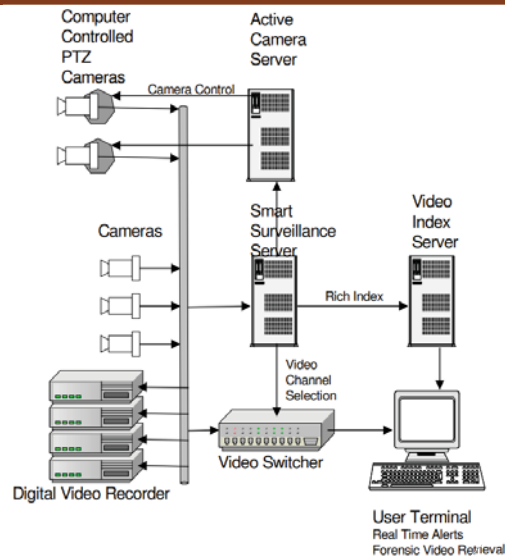 Computer
Controlled
PTZ
Cameras
Active
Camera
Server
Camera Control
Cameras
Smart
Surveillance
Server
Video
Index
Server
Rich Index
Video
Channel
Selection
Digital Video Recorder
Video Switcher
User Terminal
Real Time Alerts
Forensic Video Retrieval